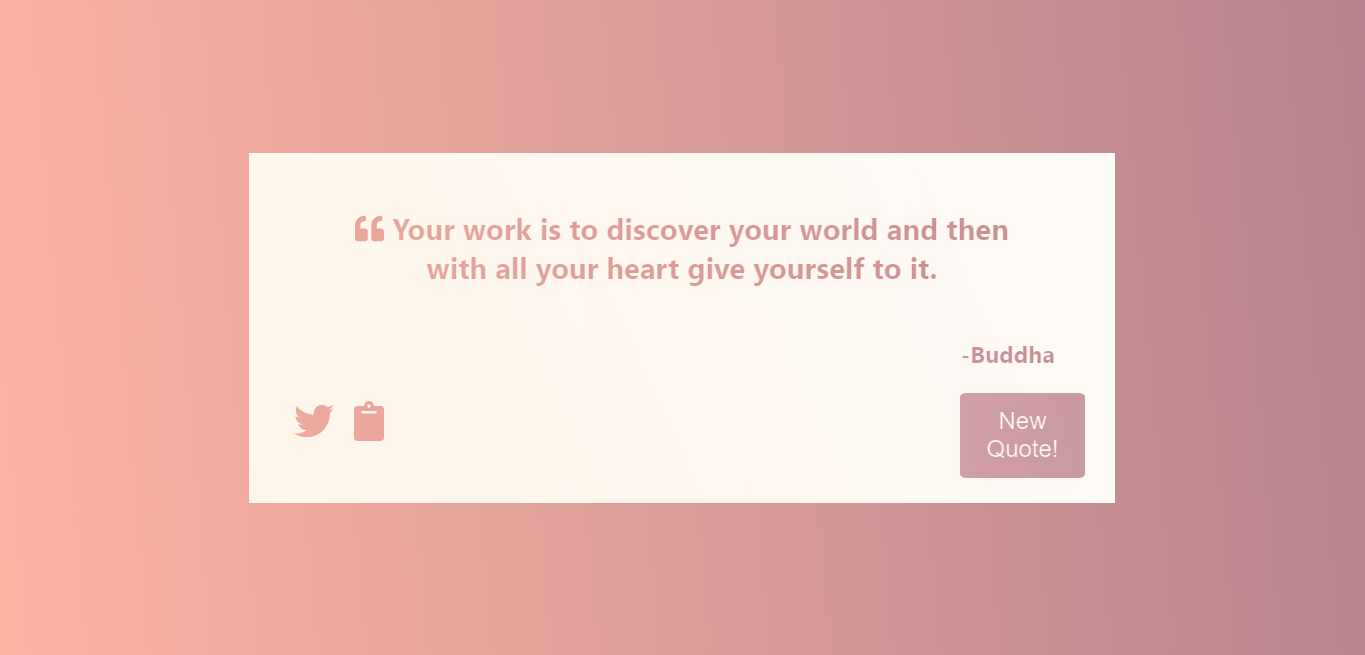 ❝ Your work is to discover your world and then
with all your heart give yourself to it.
-Buddha
New
Quote!